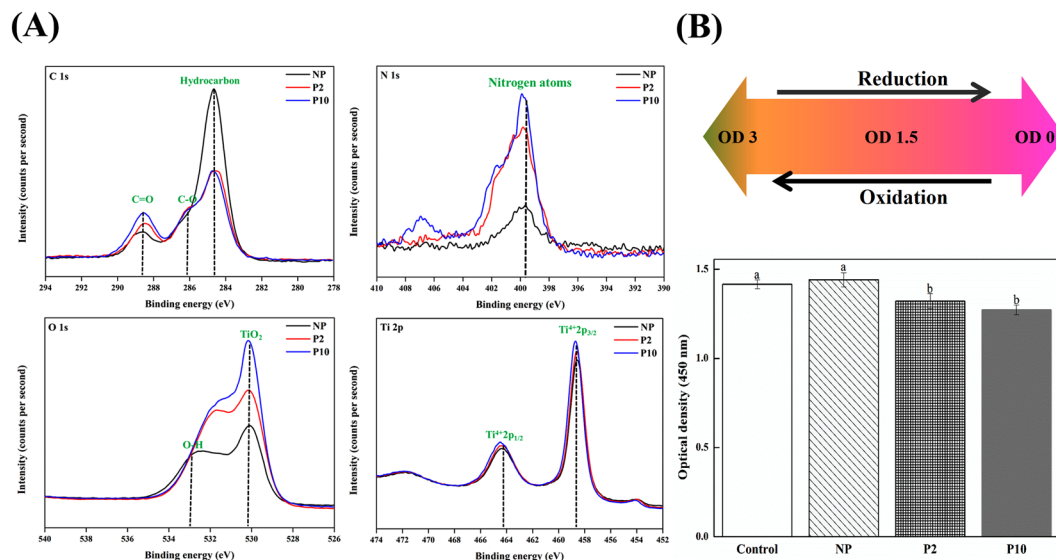 (A)
C 1s
Hydrocarbon
C=O
C-O
NP
P2
P10
Intensity (counts per second)
294 292 290 288 286 284 282 280 278
Binding energy (eV)
N 1s
Nitrogen atoms
NP
P2
P10
Intensity (counts per second)
410 408 406 404 402 400 398 396 394 392 390
Binding energy (eV)
O 1s
TiO2
O-H
NP
P2
P10
Intensity (counts per second)
540 538 536 534 532 530 528 526
Binding energy (eV)
Ti 2p
Ti4+2p3/2
Ti4+2p1/2
NP
P2
P10
Intensity (counts per second)
474 472 470 468 466 464 462 460 458 456 454 452
Binding energy (eV)
(B)
Reduction
OD 3 OD 1.5 OD 0
Oxidation
Optical density (450 nm)
1.5
1.0
0.5
0.0
a
a
b
b
Control NP P2 P10